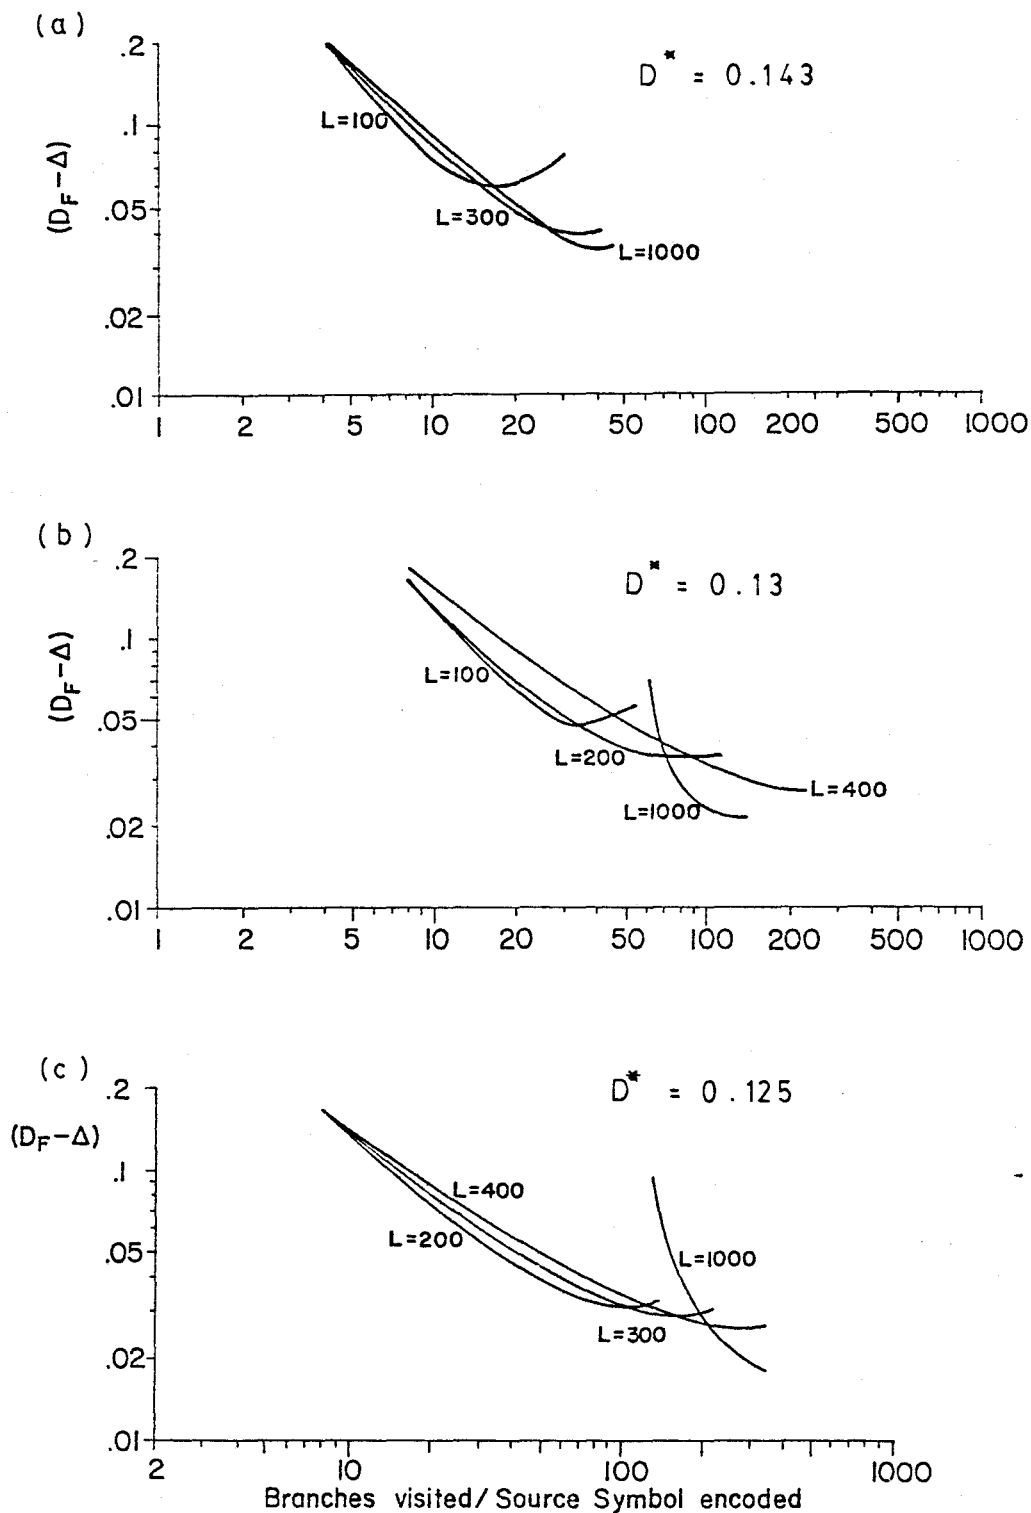 (a)
D* = 0.143
(D_F-Δ)
.2
.1
.05
.02
.01
L=100
L=300
L=1000
1 2 5 10 20 50 100 200 500 1000
(b)
D* = 0.13
(D_F-Δ)
.2
.1
.05
.02
.01
L=100
L=200
L=400
L=1000
1 2 5 10 20 50 100 200 500 1000
(c)
D* = 0.125
(D_F-Δ)
.2
.1
.05
.02
.01
L=400
L=200
L=1000
L=300
2 10 100 1000
Branches visited/Source Symbol encoded